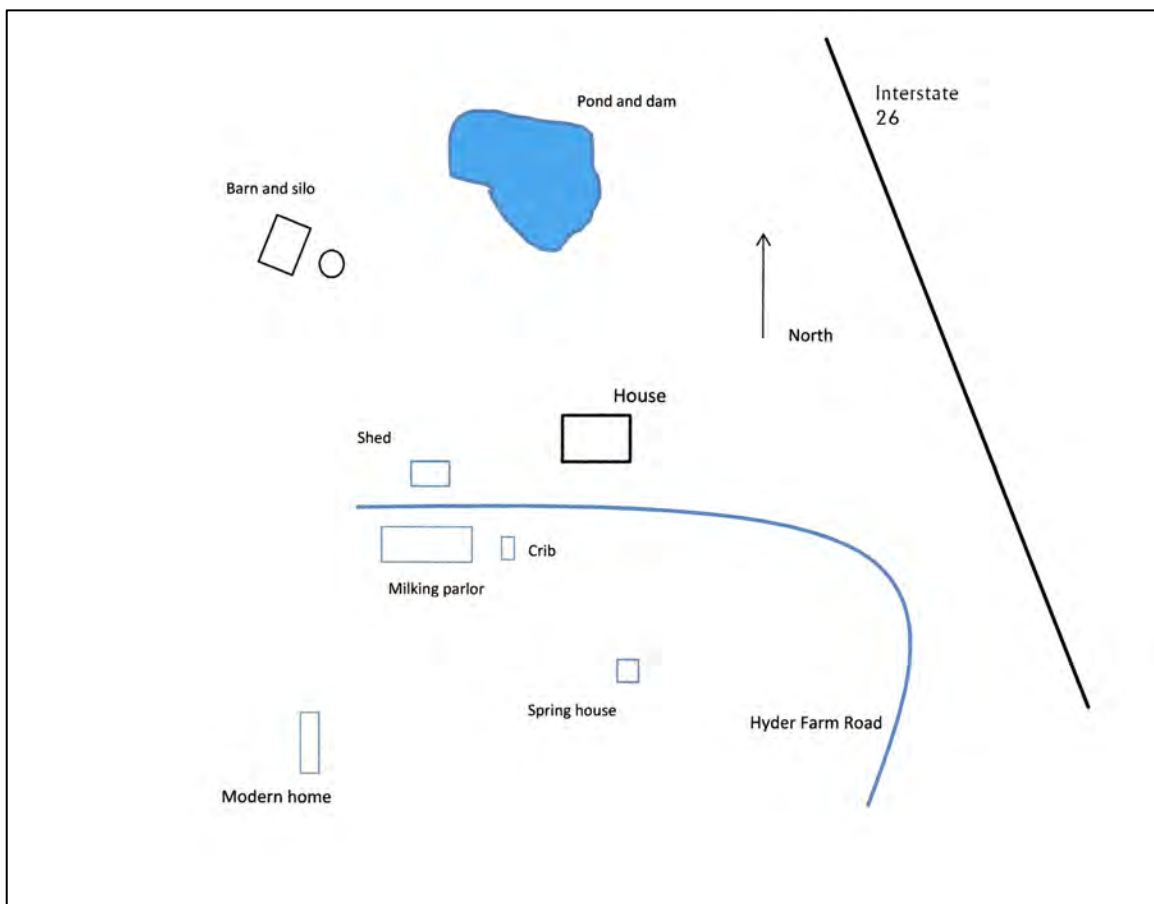 Pond and dam
Interstate
26
Barn and silo
North
House
Shed
Crib
Milking parlor
Spring house
Hyder Farm Road
Modern home